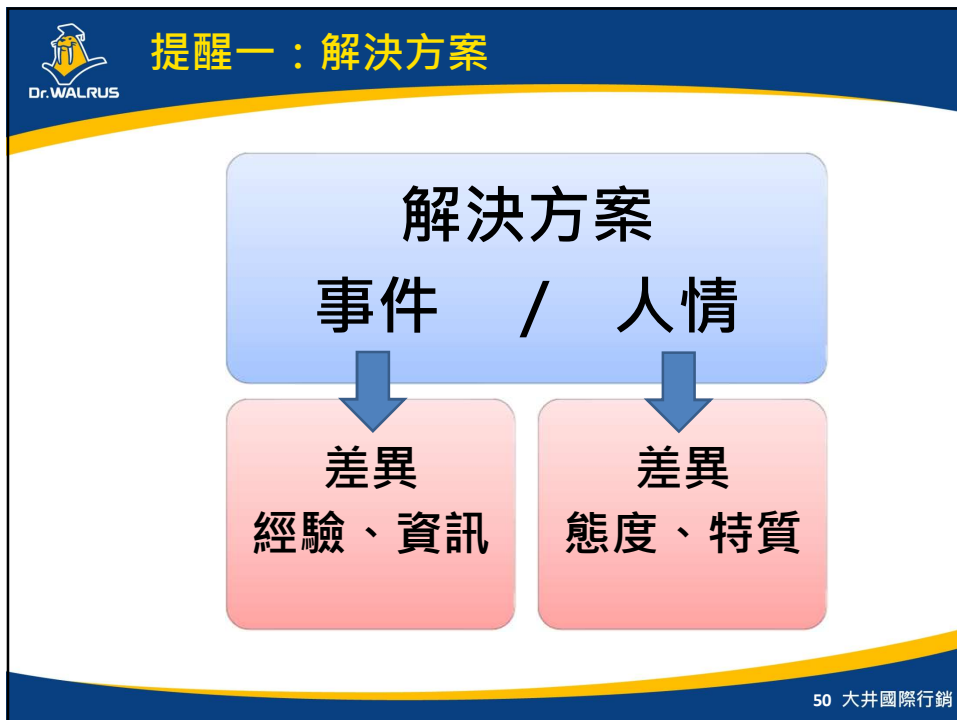 提醒一：解決方案
Dr.WALRUS
解決方案
事件 / 人情
差異
經驗、資訊
差異
態度、特質
50 大井國際行銷